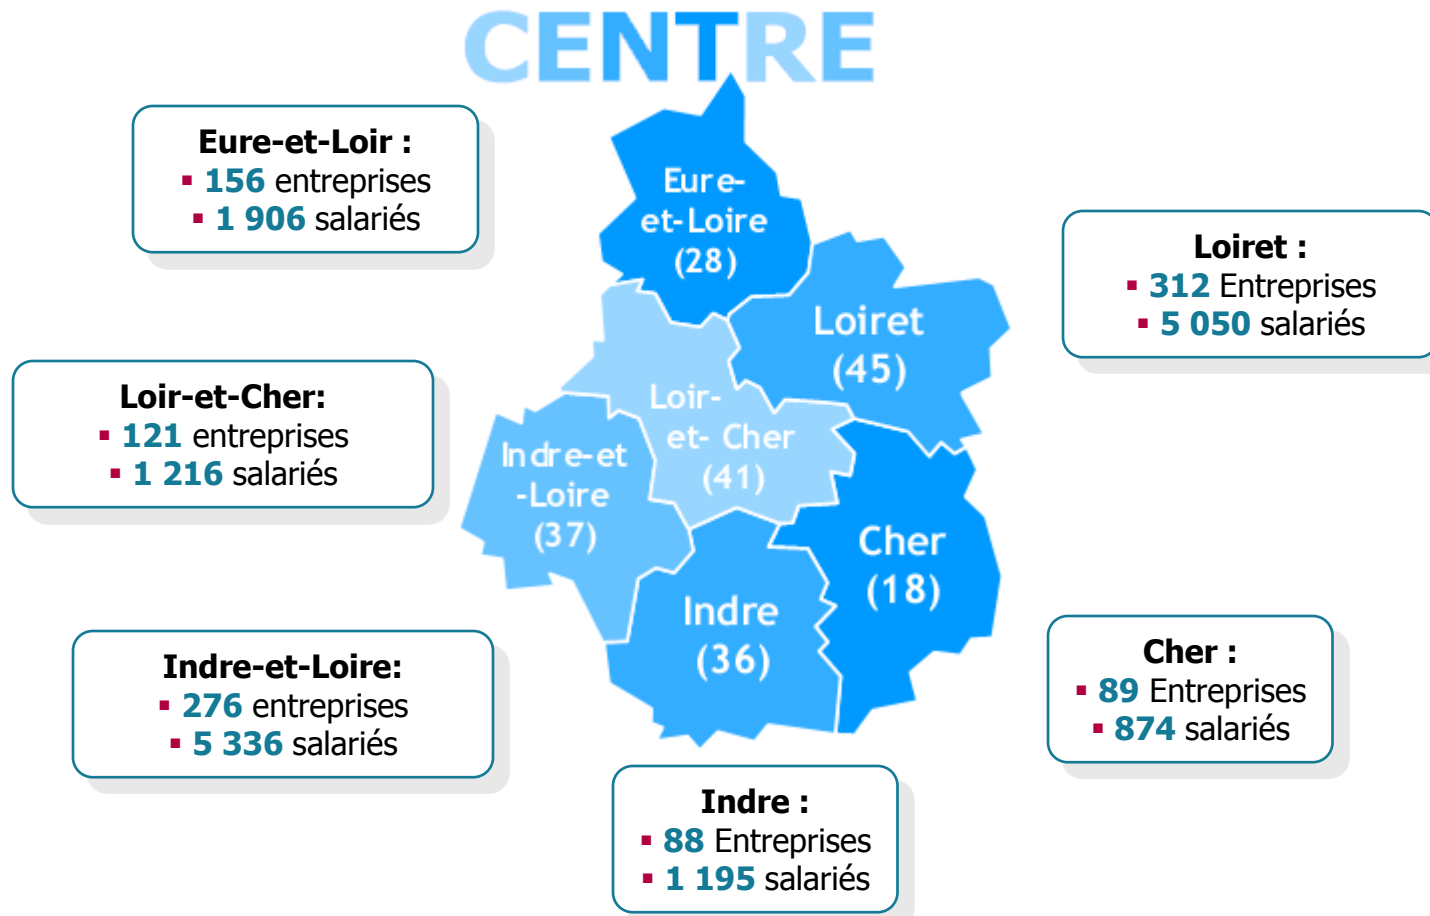 CENTRE
Eure-et-Loir :
▪ 156 entreprises
▪ 1 906 salariés
Eure-
et-Loire
(28)
Loiret :
▪ 312 Entreprises
▪ 5 050 salariés
Loiret
(45)
Loir-et-Cher:
▪ 121 entreprises
▪ 1 216 salariés
Loir-
et- Cher
(41)
Indre-et
-Loire
(37)
Cher
(18)
Indre
(36)
Indre-et-Loire:
▪ 276 entreprises
▪ 5 336 salariés
Cher :
▪ 89 Entreprises
▪ 874 salariés
Indre :
▪ 88 Entreprises
▪ 1 195 salariés